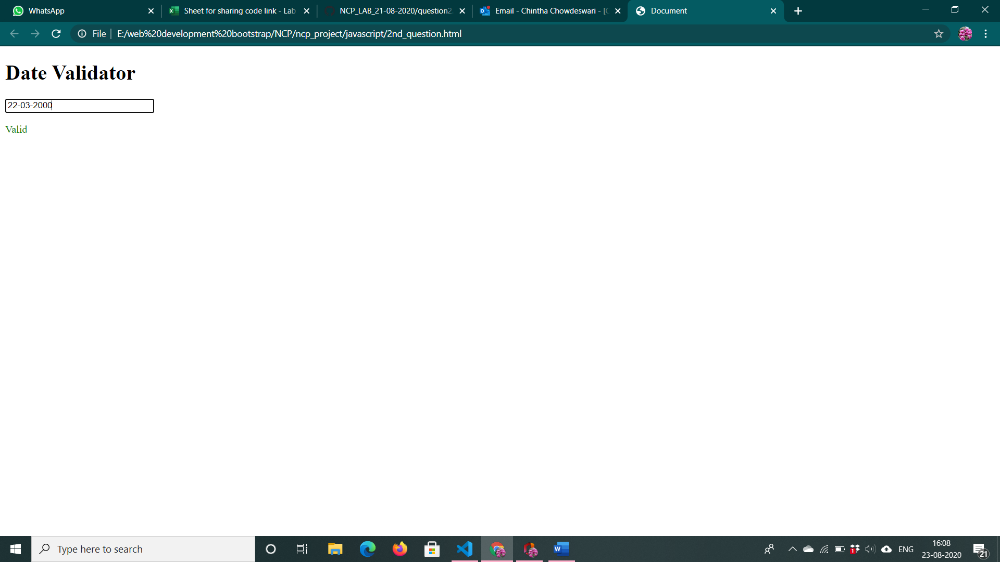 WhatsApp
Sheet for sharing code link - Lab
NCP_LAB_21-08-2020/question2.
Email - Chintha Chowdeswari - [
Document
File
E:/web%20development%20bootstrap/NCP/ncp_project/javascript/2nd_question.html
Date Validator
22-03-2000
Valid
Type here to search
1
ENG
16:08
23-08-2020
21